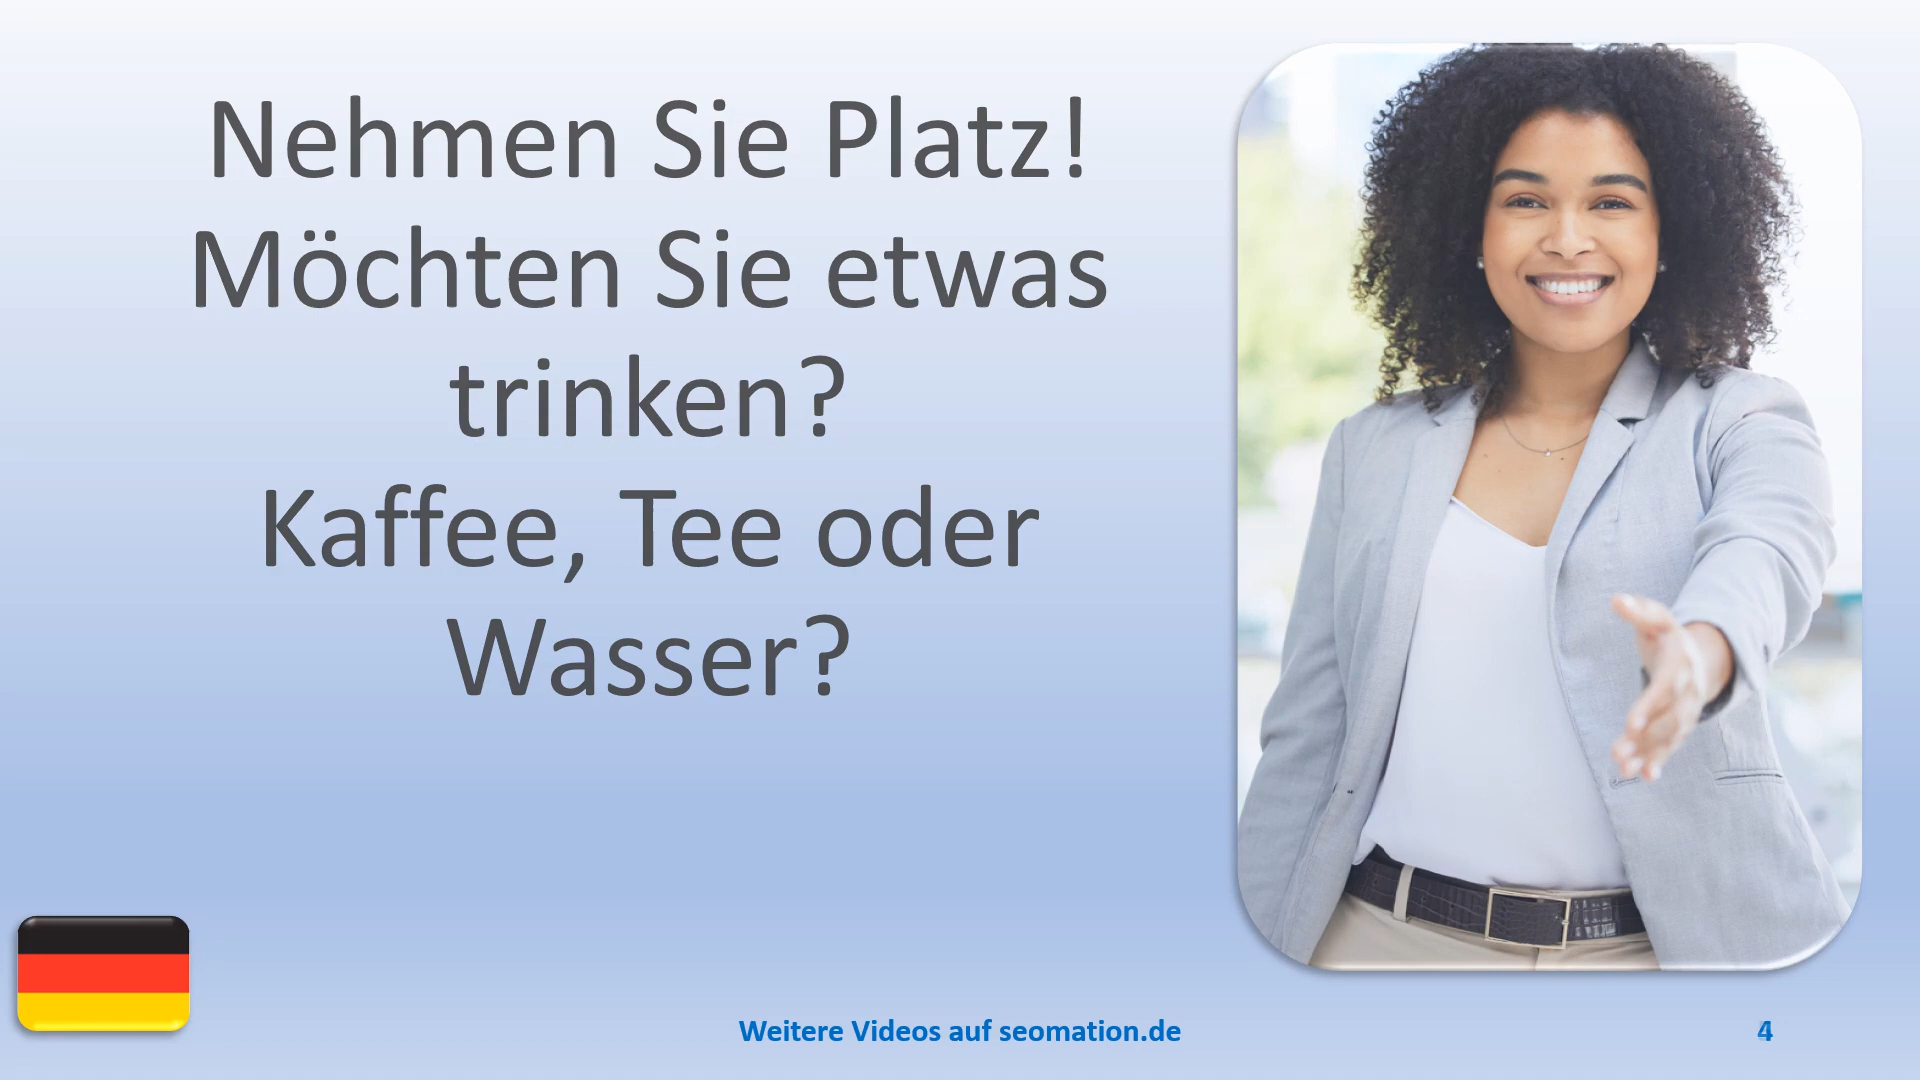 Nehmen Sie Platz!
Möchten Sie etwas
trinken?
Kaffee, Tee oder
Wasser?
Weitere Videos auf seomation.de
4